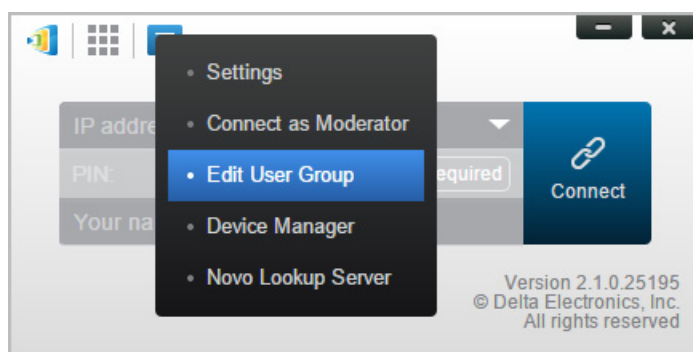 Settings
IP addre
Connect as Moderator
PIN:
Edit User Group
equired
Connect
Your na
Device Manager
Novo Lookup Server
Version 2.1.0.25195
© Delta Electronics, Inc.
All rights reserved